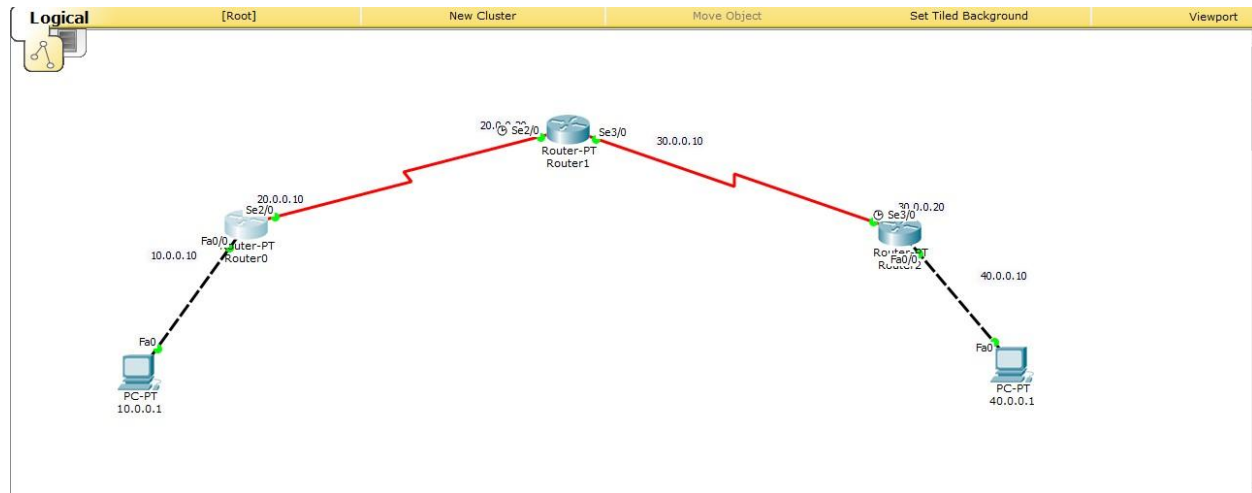 Logical
[Root]
New Cluster
Move Object
Set Tiled Background
Viewport
Se2/0
Se3/0
30.0.0.10
Router-PT
Router1
20.0.0.10
Se2/0
Fa0/0
10.0.0.10
Router0
30.0.0.20
Se3/0
Fa0/0
40.0.0.10
Fa0
PC-PT
10.0.0.1
Fa0
PC-PT
40.0.0.1